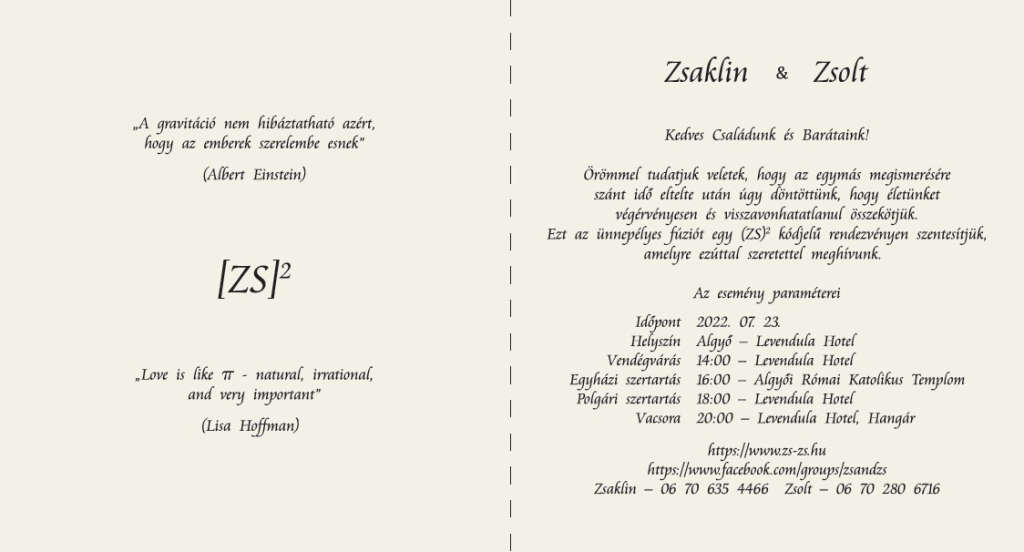 „A gravitáció nem hibáztatható azért,
hogy az emberek szerelembe esnek”
(Albert Einstein)
[ZS]²
„Love is like π - natural, irrational,
and very important”
(Lisa Hoffman)
Zsaklin & Zsolt
Kedves Családunk és Barátaink!
Örömmel tudatjuk veletek, hogy az egymás megismerésére
szánt idő eltelte után úgy döntöttünk, hogy életünket
végérvényesen és visszavonhatatlanul összekötjük.
Ezt az ünnepélyes fúziót egy (ZS)² kódjelű rendezvényen szentesítjük,
amelyre ezúttal szeretettel meghívunk.
Az esemény paraméterei
Időpont 2022. 07. 23.
Helyszín Algyő – Levendula Hotel
Vendégvárás 14:00 – Levendula Hotel
Egyházi szertartás 16:00 – Algyői Római Katolikus Templom
Polgári szertartás 18:00 – Levendula Hotel
Vacsora 20:00 – Levendula Hotel, Hangár
https://www.zs-zs.hu
https://www.facebook.com/groups/zsandzs
Zsaklin – 06 70 635 4466 Zsolt – 06 70 280 6716